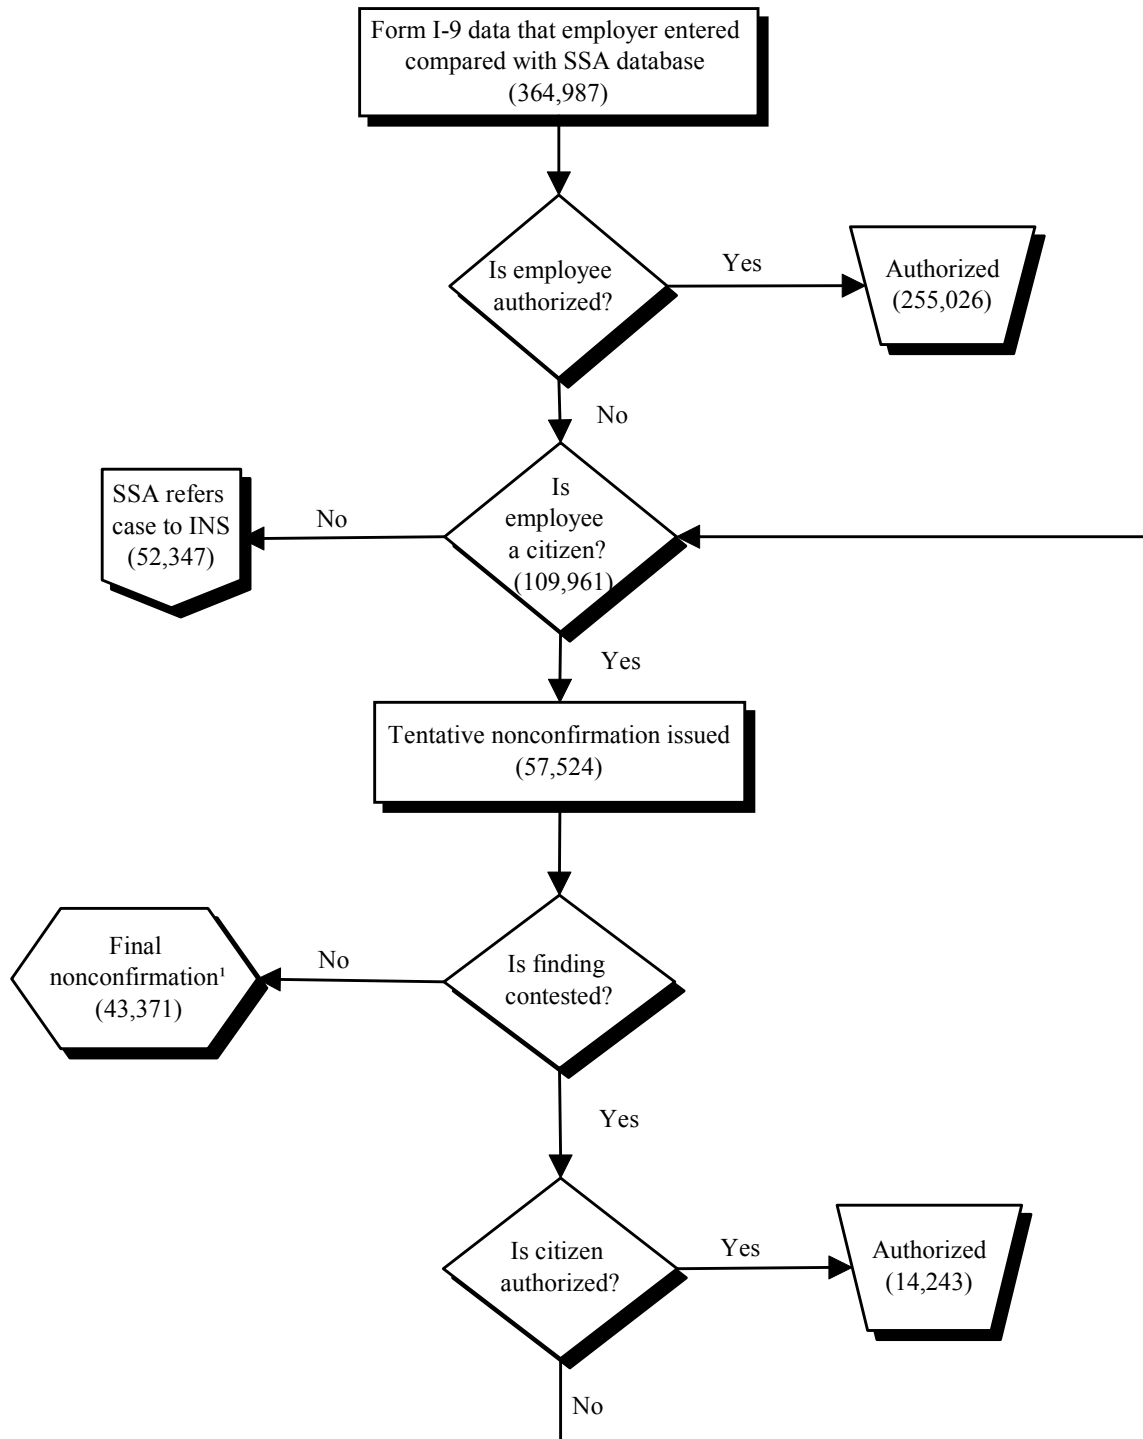 Form I-9 data that employer entered
compared with SSA database
(364,987)
Is employee
authorized?
Yes
Authorized
(255,026)
No
SSA refers
case to INS
(52,347)
No
Is
employee
a citizen?
(109,961)
Yes
Tentative nonconfirmation issued
(57,524)
Final
nonconfirmation¹
(43,371)
No
Is finding
contested?
Yes
Is citizen
authorized?
Yes
Authorized
(14,243)
No